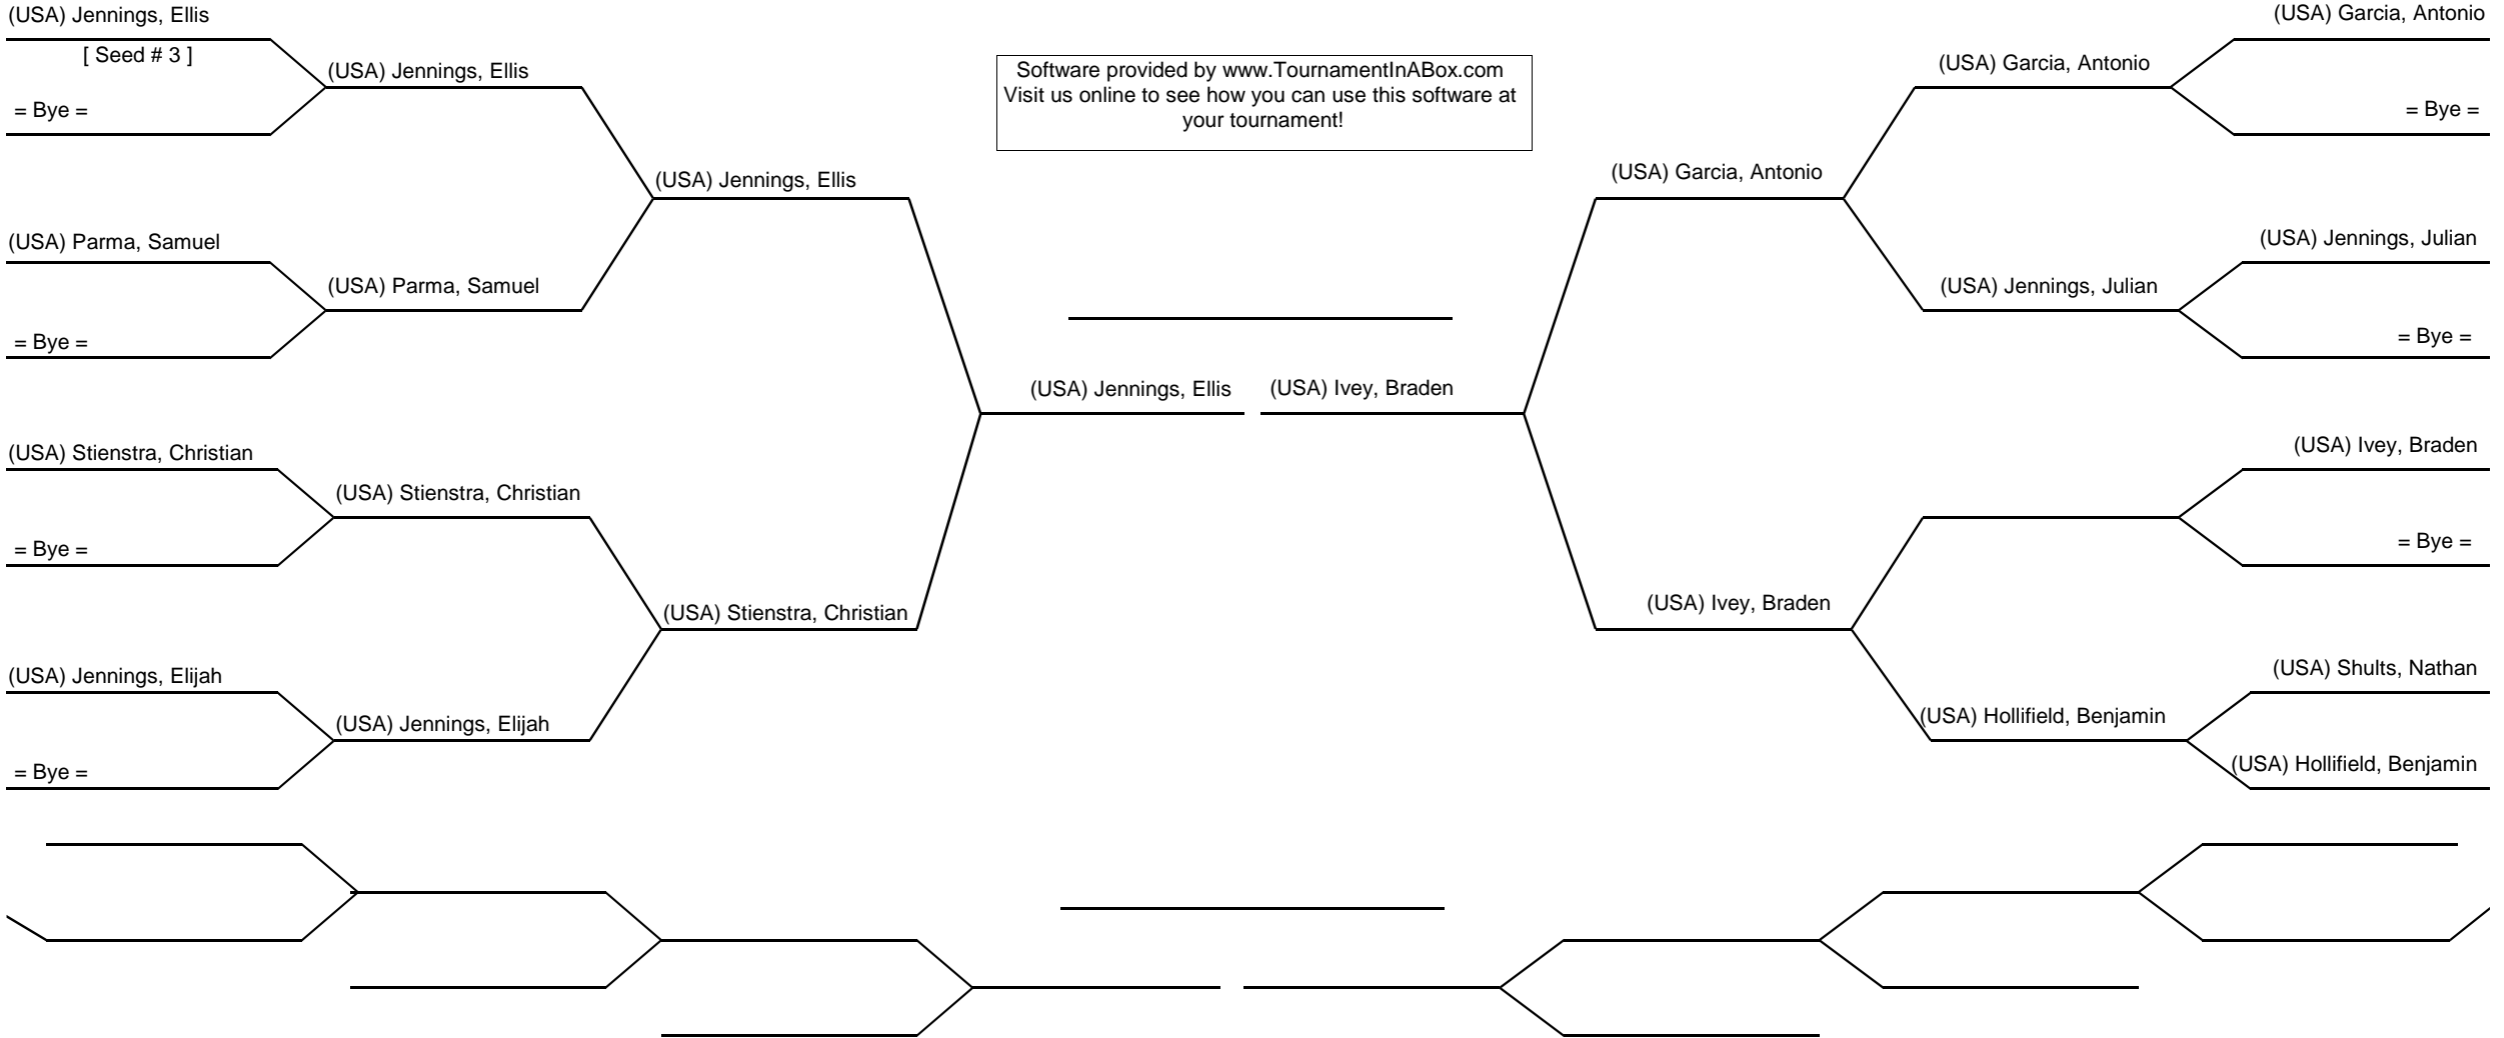 (USA) Jennings, Ellis
[ Seed # 3 ]
= Bye =
(USA) Jennings, Ellis
(USA) Parma, Samuel
= Bye =
(USA) Parma, Samuel
(USA) Jennings, Ellis
(USA) Stienstra, Christian
= Bye =
(USA) Stienstra, Christian
(USA) Jennings, Elijah
= Bye =
(USA) Jennings, Elijah
(USA) Stienstra, Christian
(USA) Jennings, Ellis
Software provided by www.TournamentInABox.com
Visit us online to see how you can use this software at
your tournament!
(USA) Ivey, Braden
(USA) Garcia, Antonio
(USA) Garcia, Antonio
(USA) Garcia, Antonio
= Bye =
(USA) Jennings, Julian
(USA) Jennings, Julian
= Bye =
(USA) Ivey, Braden
(USA) Ivey, Braden
= Bye =
(USA) Hollifield, Benjamin
(USA) Shults, Nathan
(USA) Hollifield, Benjamin